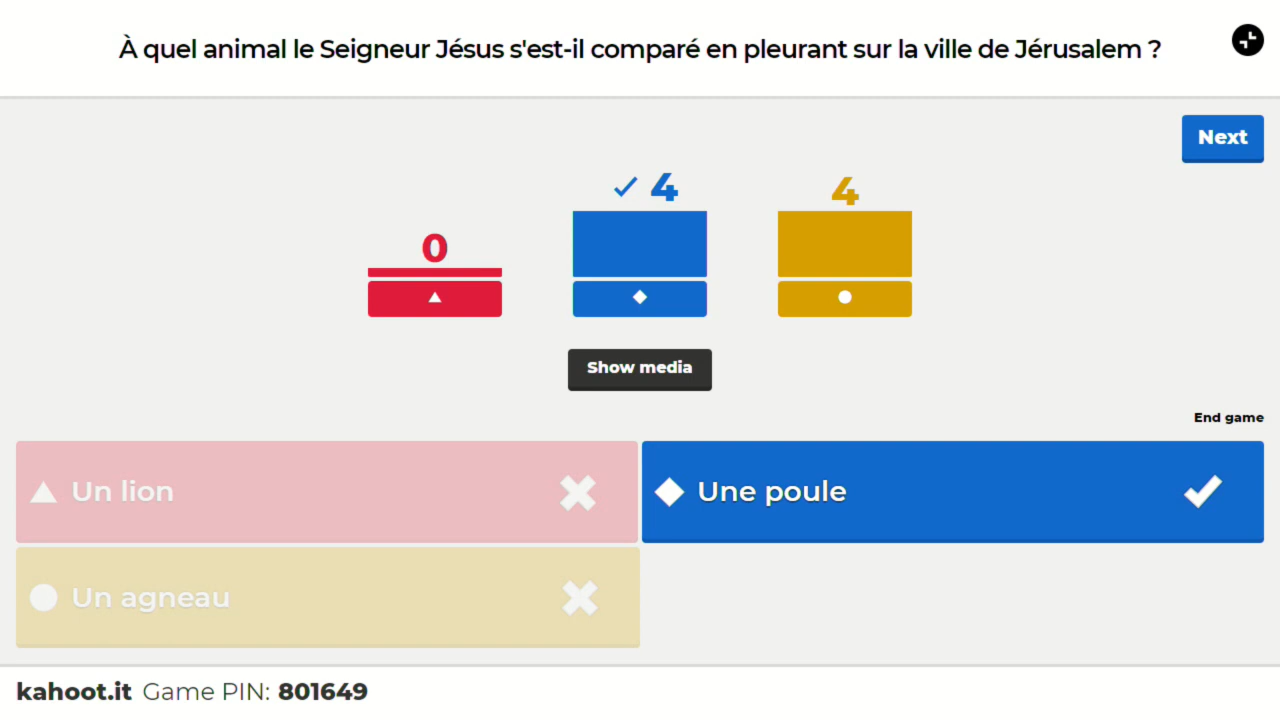 À quel animal le Seigneur Jésus s'est-il comparé en pleurant sur la ville de Jérusalem ?
Next
0
4
4
Show media
End game
Un lion
Une poule
Un agneau
kahoot.it Game PIN: 801649